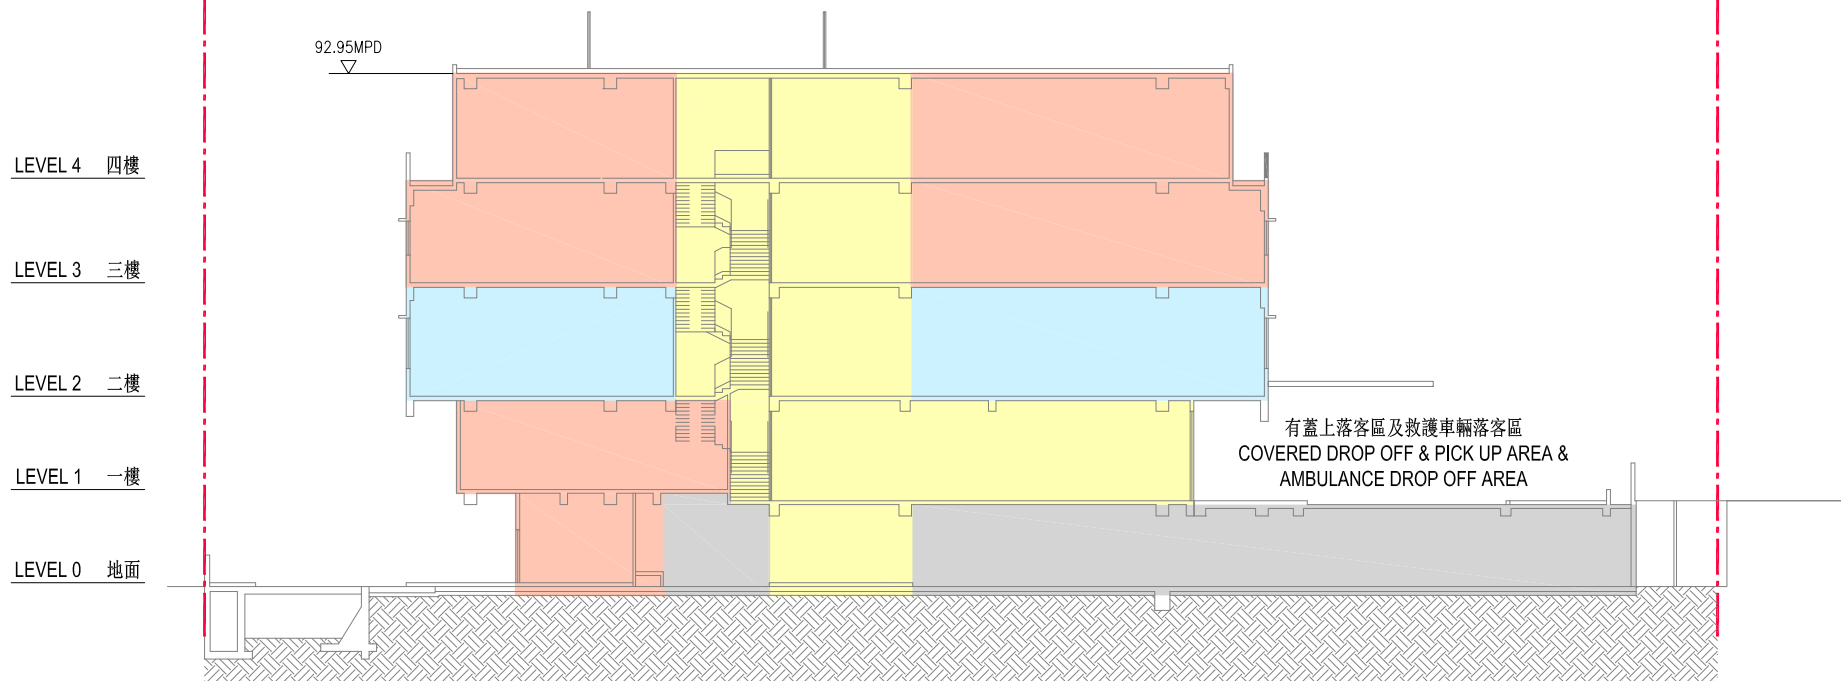 92.95MPD
LEVEL 4 四樓
LEVEL 3 三樓
LEVEL 2 二樓
有蓋上落客區及救護車輛落客區
COVERED DROP OFF & PICK UP AREA &
AMBULANCE DROP OFF AREA
LEVEL 1 一樓
LEVEL 0 地面